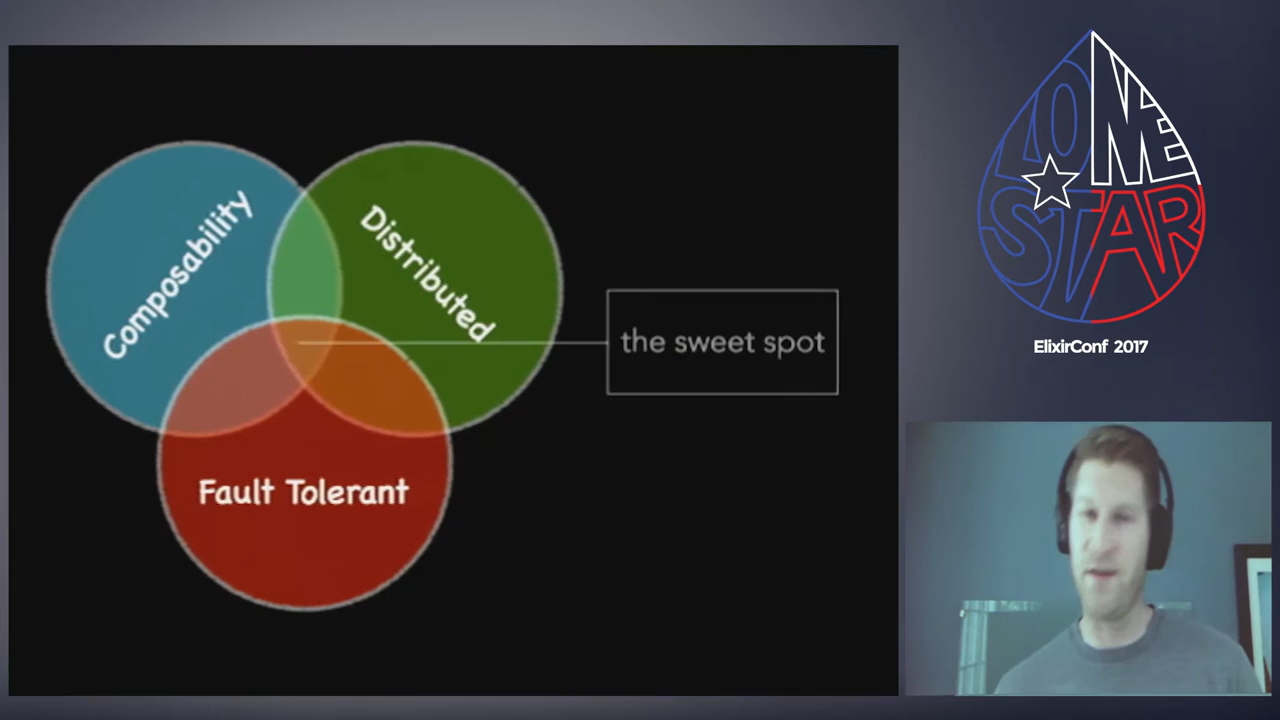 Composability
Distributed
the sweet spot
Fault Tolerant
LONE
STAR
ElixirConf 2017